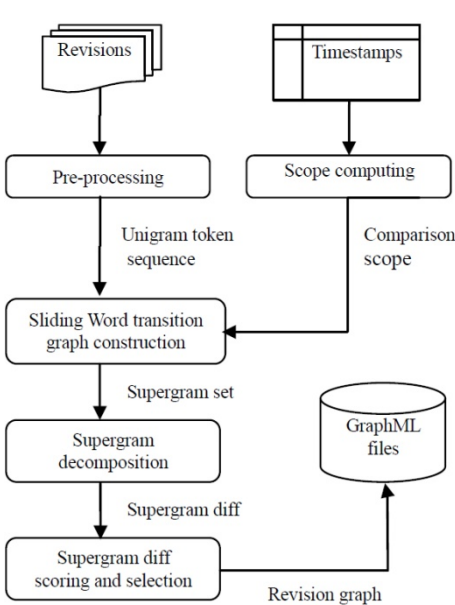 Revisions
Timestamps
Pre-processing
Scope computing
Unigram token
sequence
Comparison
scope
Sliding Word transition
graph construction
Supergram set
GraphML
files
Supergram
decomposition
Supergram diff
Supergram diff
scoring and selection
Revision graph